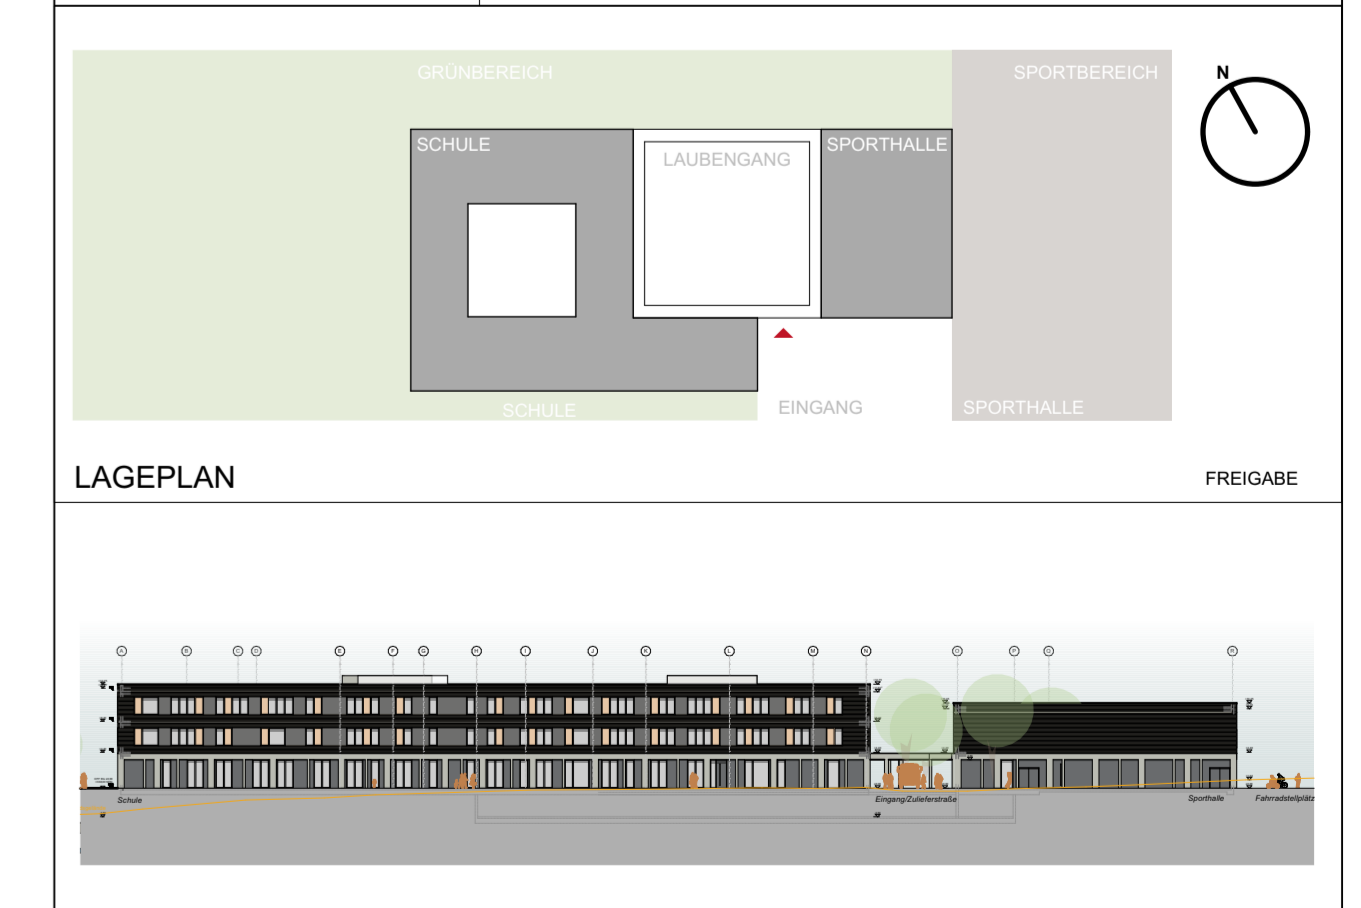 GRÜNBEREICH
SPORTBEREICH
N
SCHULE
LAUBENGANG
SPORTHALLE
SCHULE
EINGANG
SPORTHALLE
LAGEPLAN
FREIGABE
A B C D E F G H I J K L M N O P Q R
Schule
Eingang/Zulieferstraße
Sporthalle
Fahrradstellplätz